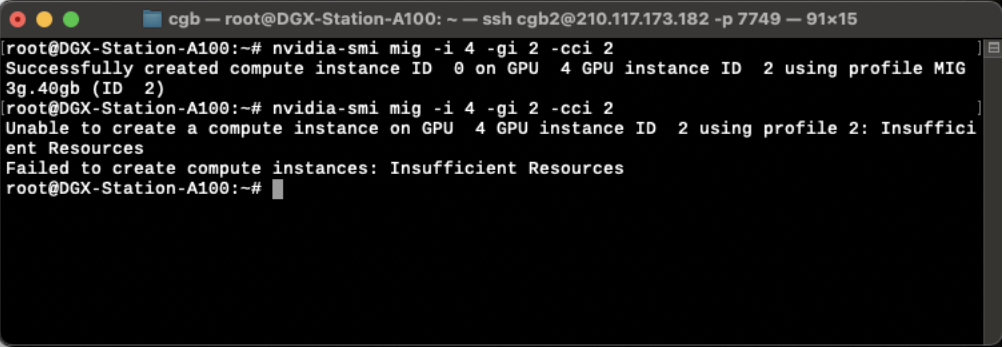 cgb — root@DGX-Station-A100: ~ — ssh cgb2@210.117.173.182 -p 7749 — 91×15
[root@DGX-Station-A100:~# nvidia-smi mig -i 4 -gi 2 -cci 2 ]
Successfully created compute instance ID  0 on GPU  4 GPU instance ID  2 using profile MIG
3g.40gb (ID  2)
[root@DGX-Station-A100:~# nvidia-smi mig -i 4 -gi 2 -cci 2 ]
Unable to create a compute instance on GPU  4 GPU instance ID  2 using profile 2: Insuffici
ent Resources
Failed to create compute instances: Insufficient Resources
root@DGX-Station-A100:~#